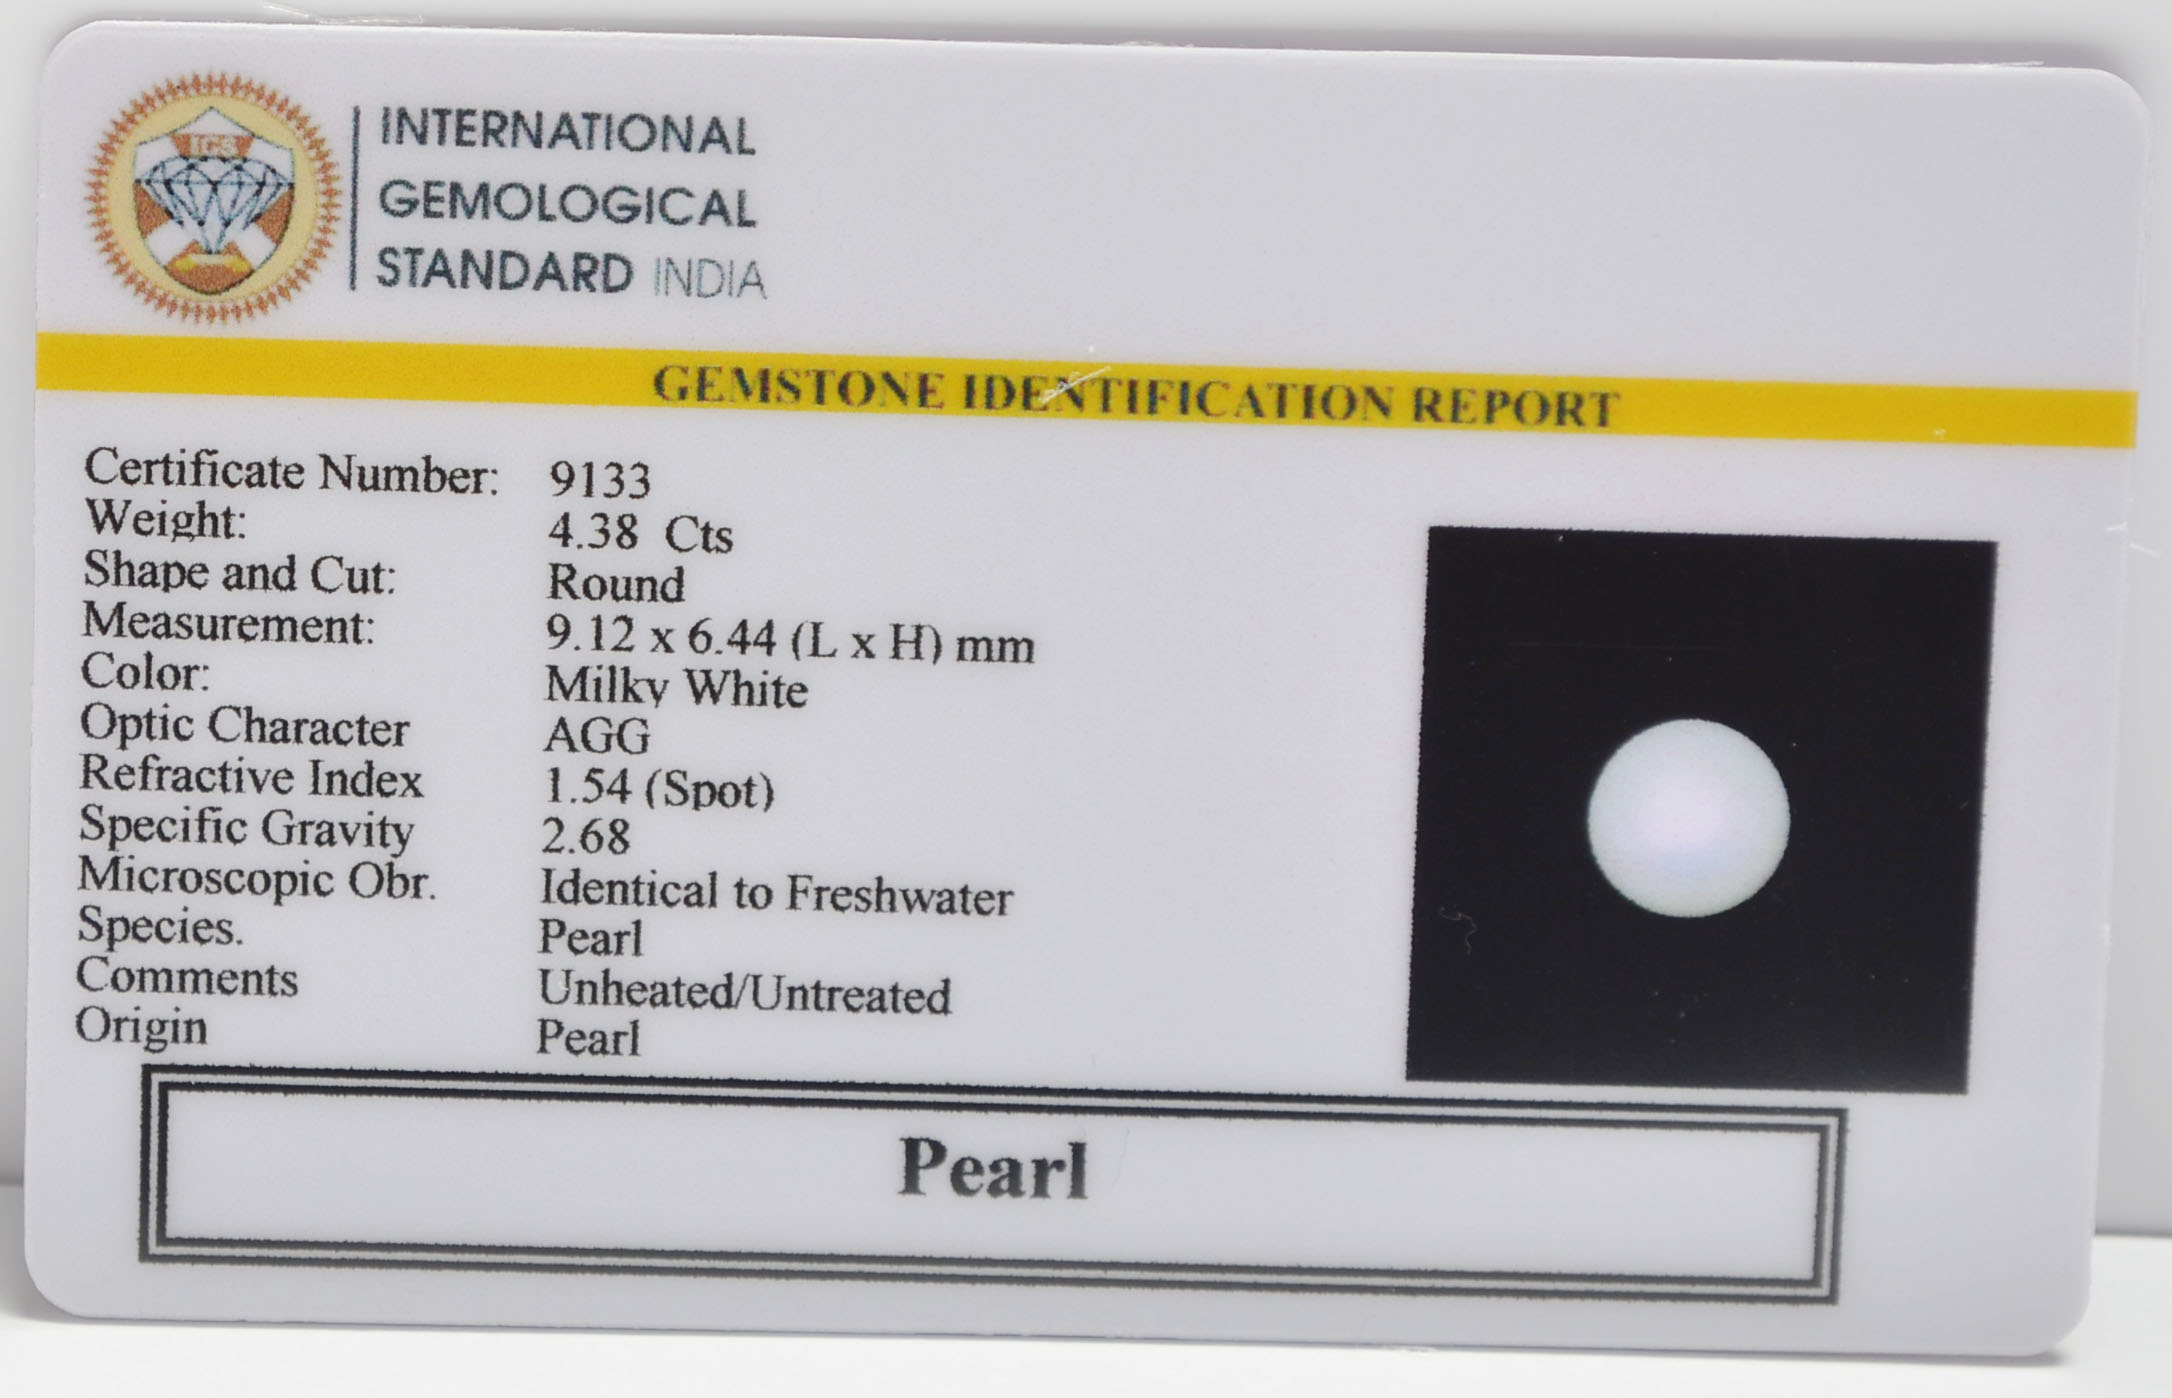 IGS
INTERNATIONAL
GEMOLOGICAL
STANDARD INDIA
GEMSTONE IDENTIFICATION REPORT
Certificate Number: 9133
Weight: 4.38 Cts
Shape and Cut: Round
Measurement: 9.12 x 6.44 (L x H) mm
Color: Milky White
Optic Character AGG
Refractive Index 1.54 (Spot)
Specific Gravity 2.68
Microscopic Obr. Identical to Freshwater
Species. Pearl
Comments Unheated/Untreated
Origin Pearl
Pearl